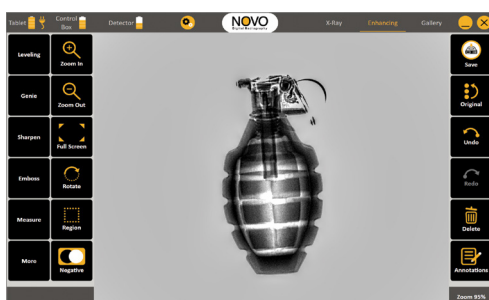 Tablet
Control
Box
Detector
NOVO
Digital Radiography
X-Ray
Enhancing
Gallery
Leveling
Zoom In
Save
Genie
Zoom Out
Original
Sharpen
Full Screen
Undo
Emboss
Rotate
Redo
Measure
Region
Delete
More
Negative
Annotations
Zoom 95%